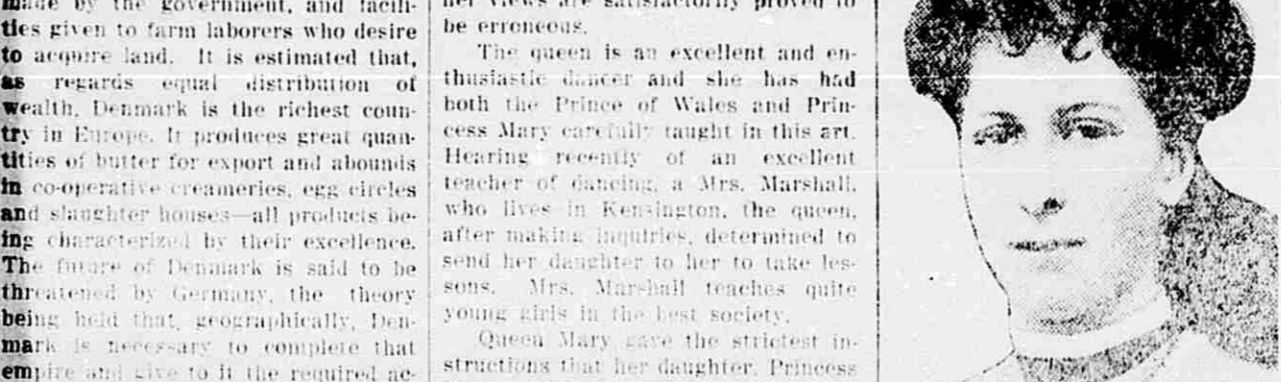 made by the government, and facili-
ties given to farm laborers who desire
to acquire land. It is estimated that,
as regards equal distribution of
wealth, Denmark is the richest coun-
try in Europe. It produces great quan-
tities of butter for export and abounds
in co-operative creameries, egg circles
and slaughter houses—all products be-
ing characterized by their excellence.
The future of Denmark is said to be
threatened by Germany, the theory
being held that, geographically, Den-
mark is necessary to complete that
empire and give to it the required ac-
her views are satisfactorily proved to
be erroneous.
The queen is an excellent and en-
thusiastic dancer and she has had
both the Prince of Wales and Prin-
cess Mary carefully taught in this art.
Hearing recently of an excellent
teacher of dancing, a Mrs. Marshall,
who lives in Kensington, the queen,
after making inquiries, determined to
send her daughter to her to take les-
sons. Mrs. Marshall teaches quite
young girls in the best society.
Queen Mary gave the strictest in-
structions that her daughter, Princess